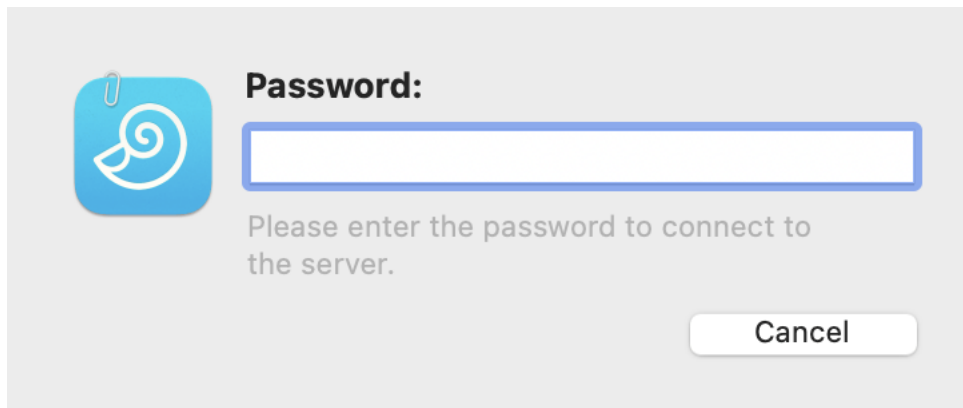 Password:
Please enter the password to connect to
the server.
Cancel